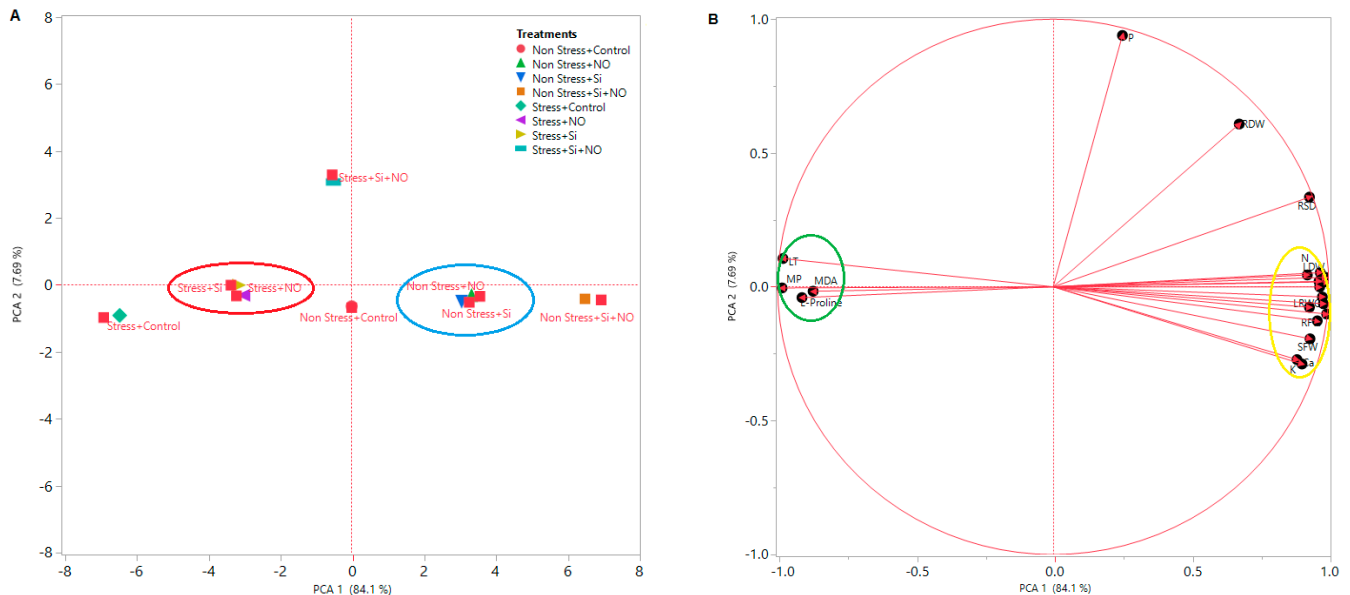 A
8
6
4
2
0
-2
-4
-6
-8
-8
-6
-4
-2
0
2
4
6
8
PCA 2 (7.69 %)
PCA 1 (84.1 %)
Treatments
Non Stress+Control
Non Stress+NO
Non Stress+Si
Non Stress+Si+NO
Stress+Control
Stress+NO
Stress+Si
Stress+Si+NO
Stress+Si+NO
Stress+Si
Stress+NO
Stress+Control
Non Stress+Control
Non Stress+NO
Non Stress+Si
Non Stress+Si+NO
B
1.0
0.5
0.0
-0.5
-1.0
-1.0
-0.5
0.0
0.5
1.0
PCA 2 (7.69 %)
PCA 1 (84.1 %)
P
RDW
RSD
N
LDW
SFW
K
LT
MP
MDA
E-Proline